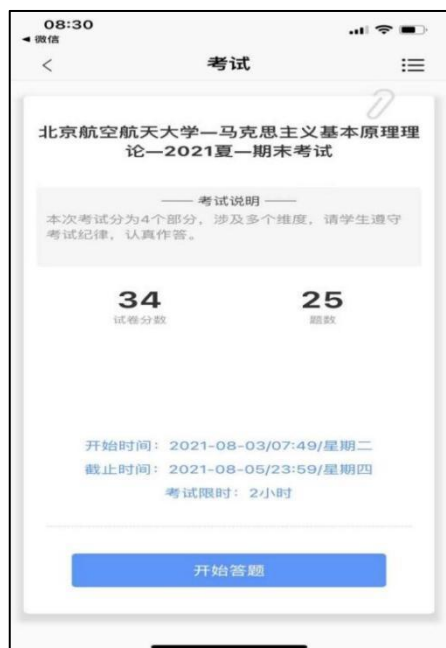 08:30
微信
考试
北京航空航天大学—马克思主义基本原理理
论—2021夏—期末考试
考试说明
本次考试分为4个部分，涉及多个维度，请学生遵守
考试纪律，认真作答。
34 25
试卷分数 题数
开始时间：2021-08-03/07:49/星期二
截止时间：2021-08-05/23:59/星期四
考试限时：2小时
开始答题